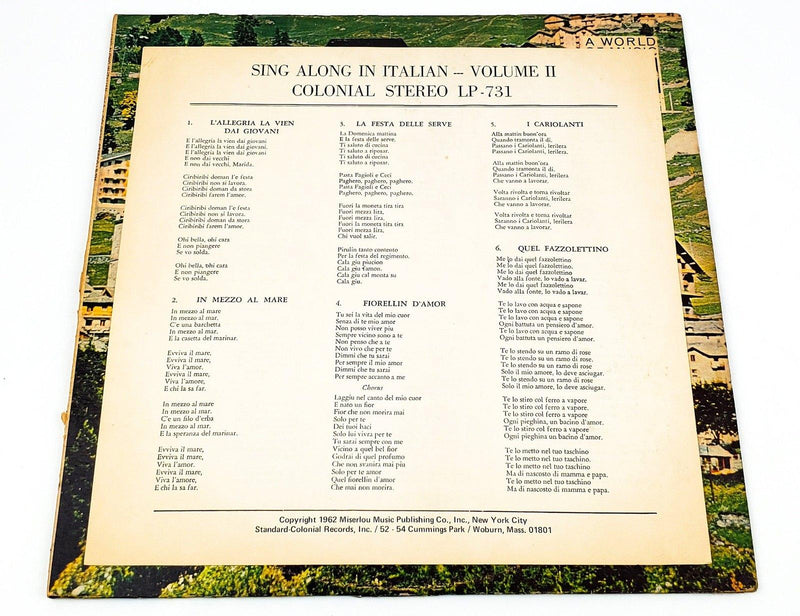 A WORLD
OF MUSIC
SING ALONG IN ITALIAN — VOLUME II
COLONIAL STEREO LP-731
1. L'ALLEGRIA LA VIEN
DAI GIOVANI
E l'allegria la vien dai giovani
E l'allegria la vien dai giovani
E l'allegria la vien dai giovani
E non dai vecchi
E non dai vecchi, Marida.
Ciribiribi doman l'e festa
Ciribiribi non si lavora.
Ciribiribi doman da stora
Ciribiribi farem l'amor.
Ciribiribi doman l'e festa
Ciribiribi non si lavora.
Ciribiribi doman da stora
Ciribiribi farem l'amor.
Ohi bella, ohi cara
E non piangere
Se vo solda.
Ohi bella, ohi cara
E non piangere
Se vo solda.
2. IN MEZZO AL MARE
In mezzo al mare
In mezzo al mar.
C'e una barchetta
In mezzo al mar.
E la casetta del marinar.
Evviva il mare,
Evviva il mare,
Viva l'amor.
Evviva il mare,
Viva l'amore,
E chi la sa far.
In mezzo al mare
In mezzo al mar.
C'e un filo d'erba
In mezzo al mar.
E la speranza del marinar.
Evviva il mare,
Evviva il mare,
Viva l'amor.
Evviva il mare,
Viva l'amore,
E chi la sa far.
3. LA FESTA DELLE SERVE
La Domenica mattina
E la festa delle serve,
Ti saluto di cucina
Ti saluto a riposar.
Ti saluto di cucina
Ti saluto a riposar.
Pasta Fagioli e Ceci
Paghero, paghero, paghero.
Pasta Fagioli e Ceci
Paghero, paghero, paghero.
Fuori la moneta tira tira
Fuori mezza lira,
Fuori mezza lira,
Fuori la moneta tira tira
Fuori mezza lira,
Chi vuol salir.
Pirulin tanto contento
Per la festa del regimento.
Cala giu piucion
Cala giu t'amon.
Cala giu cal monta su
Cala giu.
4. FIORELLIN D'AMOR
Tu sei la vita del mio cuor
Senza di te mio amor
Non posso viver piu
Sempre vicino sono a te
Non penso che a te
Non vivo che per te
Dimmi che tu sarai
Per sempre il mio amor
Dimmi che tu sarai
Per sempre accanto a me
Chorus
Laggiu nel canto del mio cuor
E nato un fior
Fior che non morira mai
Solo per te
Dei tuoi baci
Solo lui vivra per te
Tu sarai sempre con me
Vicino a quel bel fior
Godrai di quel profumo
Che non svanira mai piu
Solo per te amor
Quel fiorellin d'amor
Che mai non morira.
5. I CARIOLANTI
Alla mattin buon'ora
Quando tramonta il di,
Passano i Cariolanti, lerilera
Passano i Cariolanti, lerilera
Alla mattin buon'ora
Quando tramonta il di,
Passano i Cariolanti, lerilera
Che vanno a lavorar.
Volta rivolta e torna rivoltar
Saranno i Cariolanti, lerilera
Che vanno a lavorar.
Volta rivolta e torna rivoltar
Saranno i Cariolanti, lerilera
Che vanno a lavorar.
6. QUEL FAZZOLETTINO
Me lo dai quel fazzolettino
Me lo dai quel fazzolettino
Me lo dai quel fazzolettino
Vado alla fonte, lo vado a lavar.
Me lo dai quel fazzolettino
Vado alla fonte, lo vado a lavar.
Te lo lavo con acqua e sapone
Te lo lavo con acqua e sapone
Te lo lavo con acqua e sapone
Ogni battuta un pensiero d'amor.
Te lo lavo con acqua e sapone
Ogni battuta un pensiero d'amor.
Te lo stendo su un ramo di rose
Te lo stendo su un ramo di rose
Te lo stendo su un ramo di rose
Solo il mio amore, lo deve asciugar.
Te lo stendo su un ramo di rose
Solo il mio amore, lo deve asciugar.
Te lo stiro col ferro a vapore
Te lo stiro col ferro a vapore
Te lo stiro col ferro a vapore
Ogni pieghina, un bacino d'amor.
Te lo stiro col ferro a vapore
Ogni pieghina un bacino d'amor.
Te lo metto nel tuo taschino
Te lo metto nel tuo taschino
Te lo metto nel tuo taschino
Ma di nascosto di mamma e papa.
Te lo metto nel tuo taschino
Ma di nascosto di mamma e papa.
Copyright 1962 Miserlou Music Publishing Co., Inc., New York City
Standard-Colonial Records, Inc. / 52 - 54 Cummings Park / Woburn, Mass. 01801